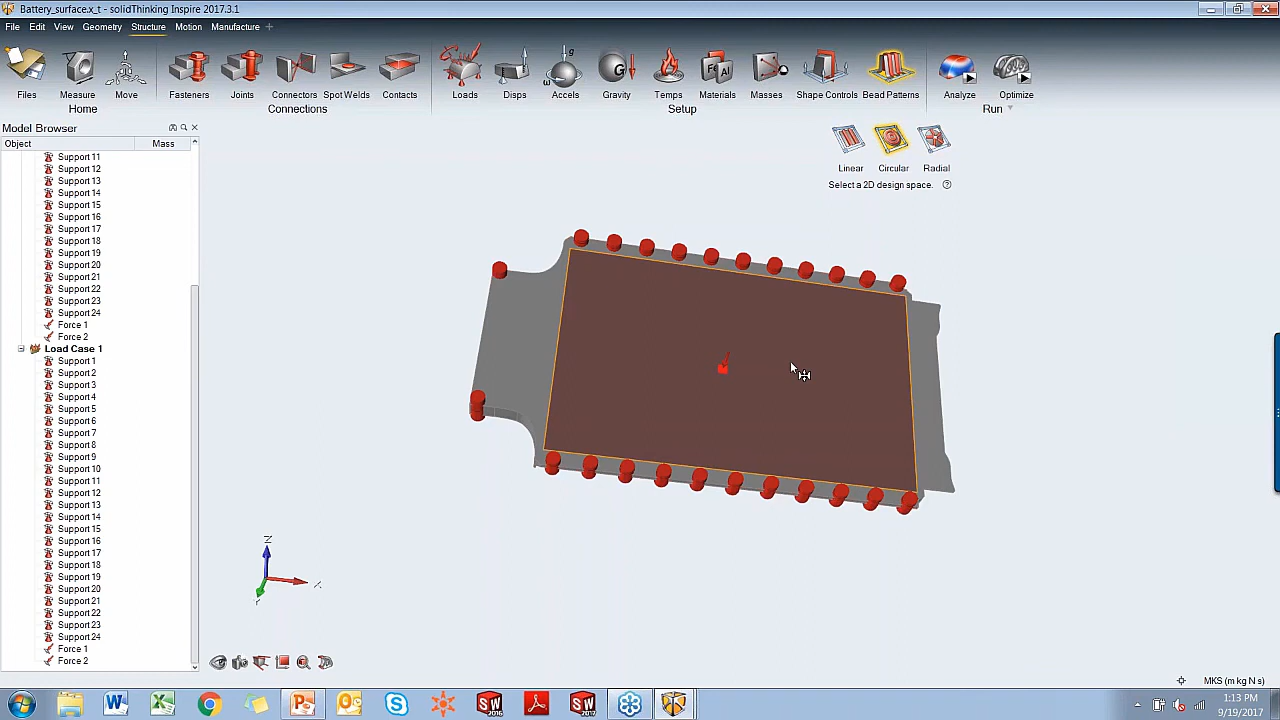 Battery_surface.x_t - solidThinking Inspire 2017.3.1
File Edit View Geometry Structure Motion Manufacture +
Files Measure Move Fasteners Joints Connectors Spot Welds Contacts Loads Disps Accels Gravity Temps Materials Masses Shape Controls Bead Patterns Analyze Optimize
Home Connections Setup Run
Linear Circular Radial
Select a 2D design space.
Model Browser
Object Mass
Support 11
Support 12
Support 13
Support 14
Support 15
Support 16
Support 17
Support 18
Support 19
Support 20
Support 21
Support 22
Support 23
Support 24
Force 1
Force 2
Load Case 1
Support 1
Support 2
Support 3
Support 4
Support 5
Support 6
Support 7
Support 8
Support 9
Support 10
Support 11
Support 12
Support 13
Support 14
Support 15
Support 16
Support 17
Support 18
Support 19
Support 20
Support 21
Support 22
Support 23
Support 24
Force 1
Force 2
Z
X
Y
MKS (m kg N s)
1:13 PM
9/19/2017